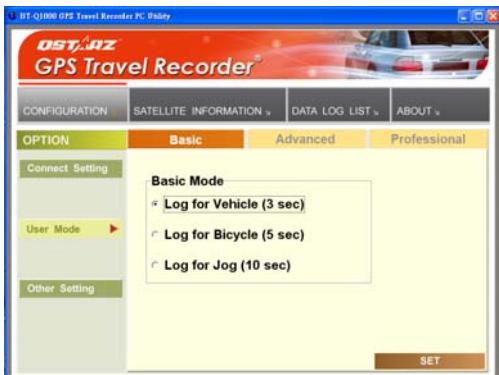 BT-Q1000 GPS Travel Recorder PC Utility
QSTARZ
GPS Travel Recorder
CONFIGURATION
SATELLITE INFORMATION
DATA LOG LIST
ABOUT
OPTION
Basic
Advanced
Professional
Connect Setting
User Mode
Other Setting
Basic Mode
Log for Vehicle (3 sec)
Log for Bicycle (5 sec)
Log for Jog (10 sec)
SET